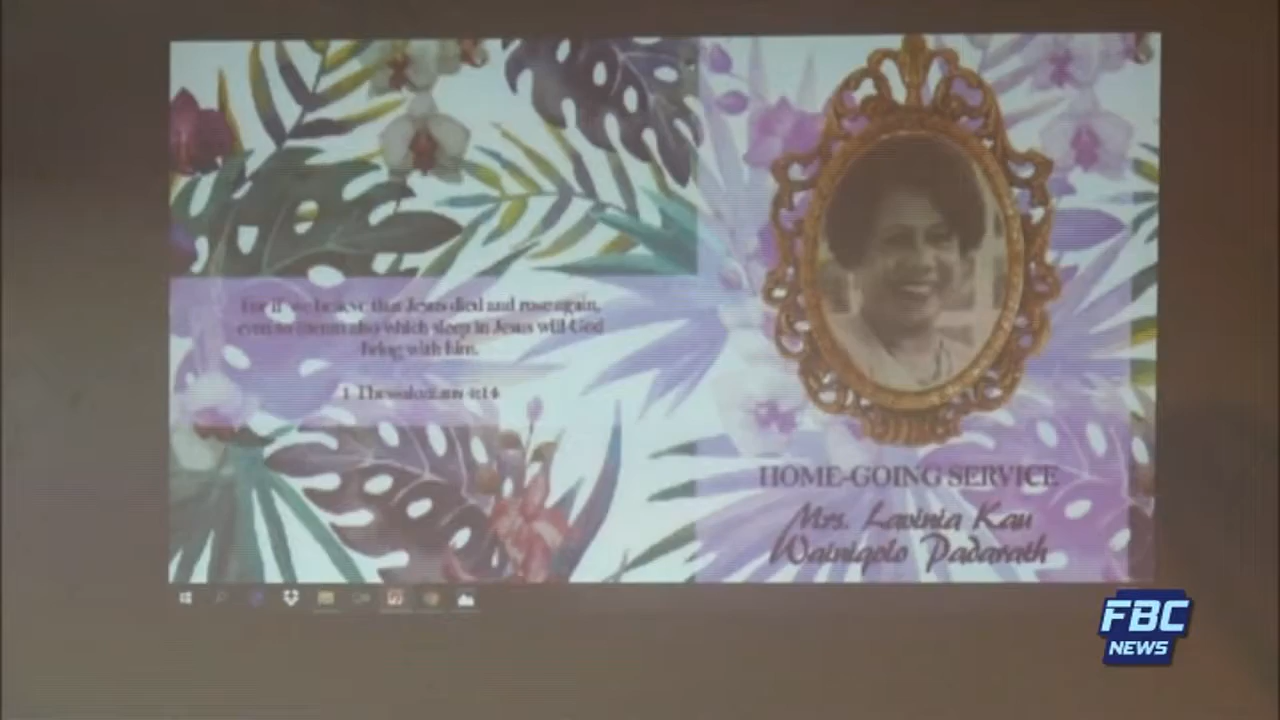 For if we believe that Jesus died and rose again,
even so them also which sleep in Jesus will God
bring with him.
1 Thessalonians 4:14
HOME-GOING SERVICE
Mrs. Lavinia Kau
Wainiqolo Padarath
FBC
NEWS